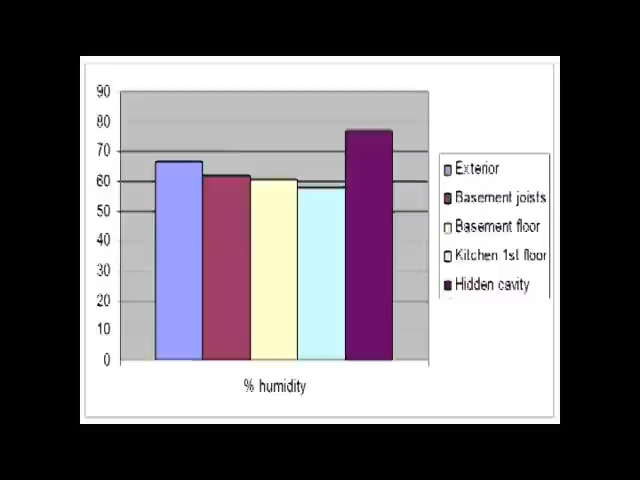 90
80
70
60
50
40
30
20
10
0
% humidity
Exterior
Basement joists
Basement floor
Kitchen 1st floor
Hidden cavity